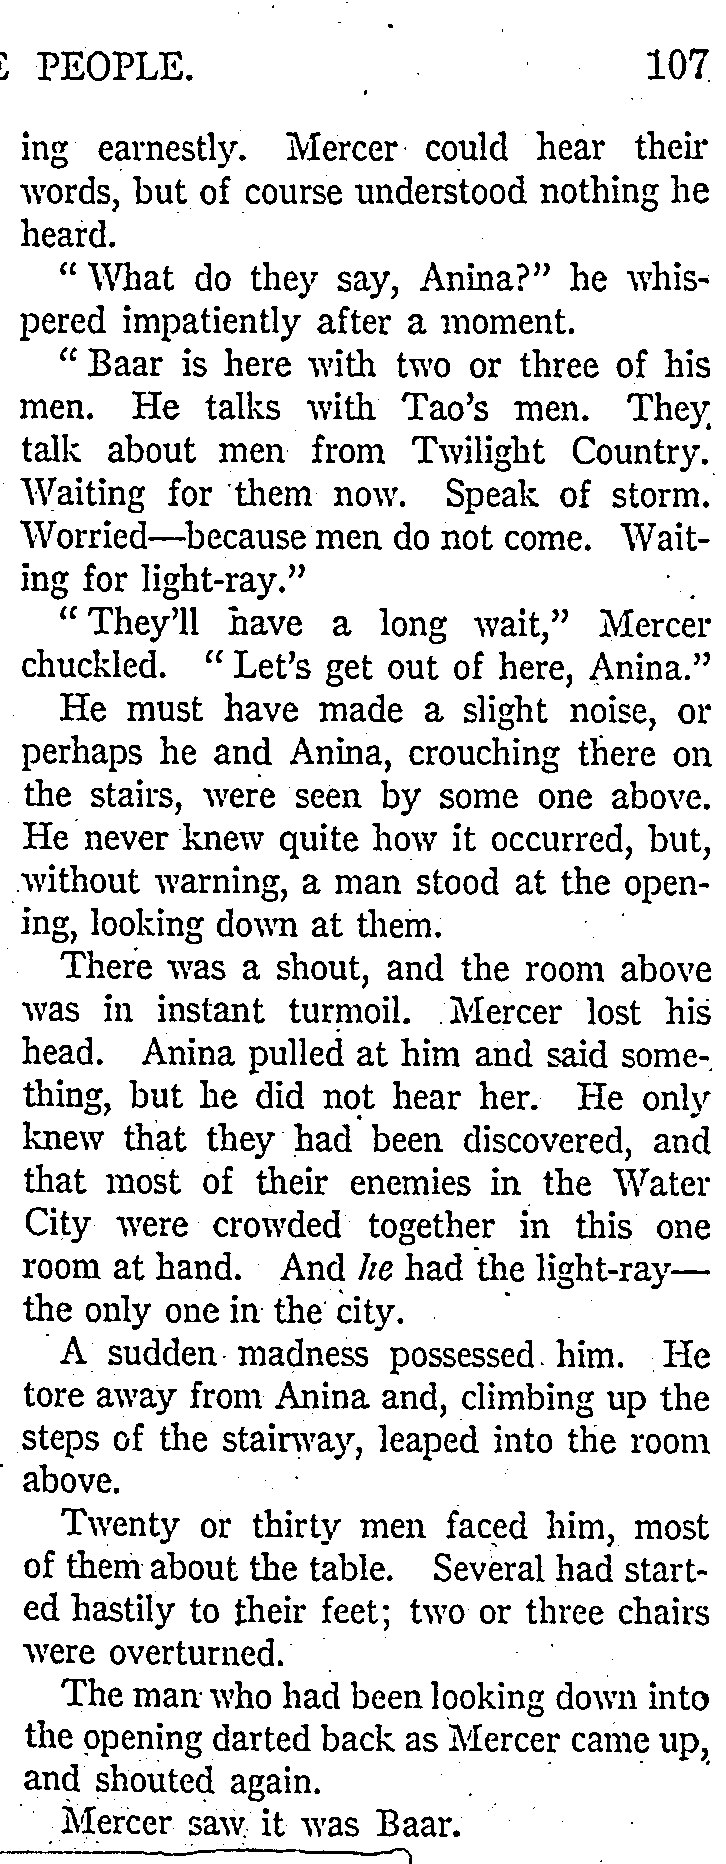 PEOPLE. 107
ing earnestly. Mercer could hear their
words, but of course understood nothing he
heard.
“ What do they say, Anina?” he whis-
pered impatiently after a moment.
“ Baar is here with two or three of his
men. He talks with Tao’s men. They
talk about men from Twilight Country.
Waiting for them now. Speak of storm.
Worried—because men do not come. Wait-
ing for light-ray.”
“ They’ll have a long wait,” Mercer
chuckled. “ Let’s get out of here, Anina.”
He must have made a slight noise, or
perhaps he and Anina, crouching there on
the stairs, were seen by some one above.
He never knew quite how it occurred, but,
without warning, a man stood at the open-
ing, looking down at them.
There was a shout, and the room above
was in instant turmoil. Mercer lost his
head. Anina pulled at him and said some-
thing, but he did not hear her. He only
knew that they had been discovered, and
that most of their enemies in the Water
City were crowded together in this one
room at hand. And he had the light-ray—
the only one in the city.
A sudden madness possessed him. He
tore away from Anina and, climbing up the
steps of the stairway, leaped into the room
above.
Twenty or thirty men faced him, most
of them about the table. Several had start-
ed hastily to their feet; two or three chairs
were overturned.
The man who had been looking down into
the opening darted back as Mercer came up,
and shouted again.
Mercer saw it was Baar.